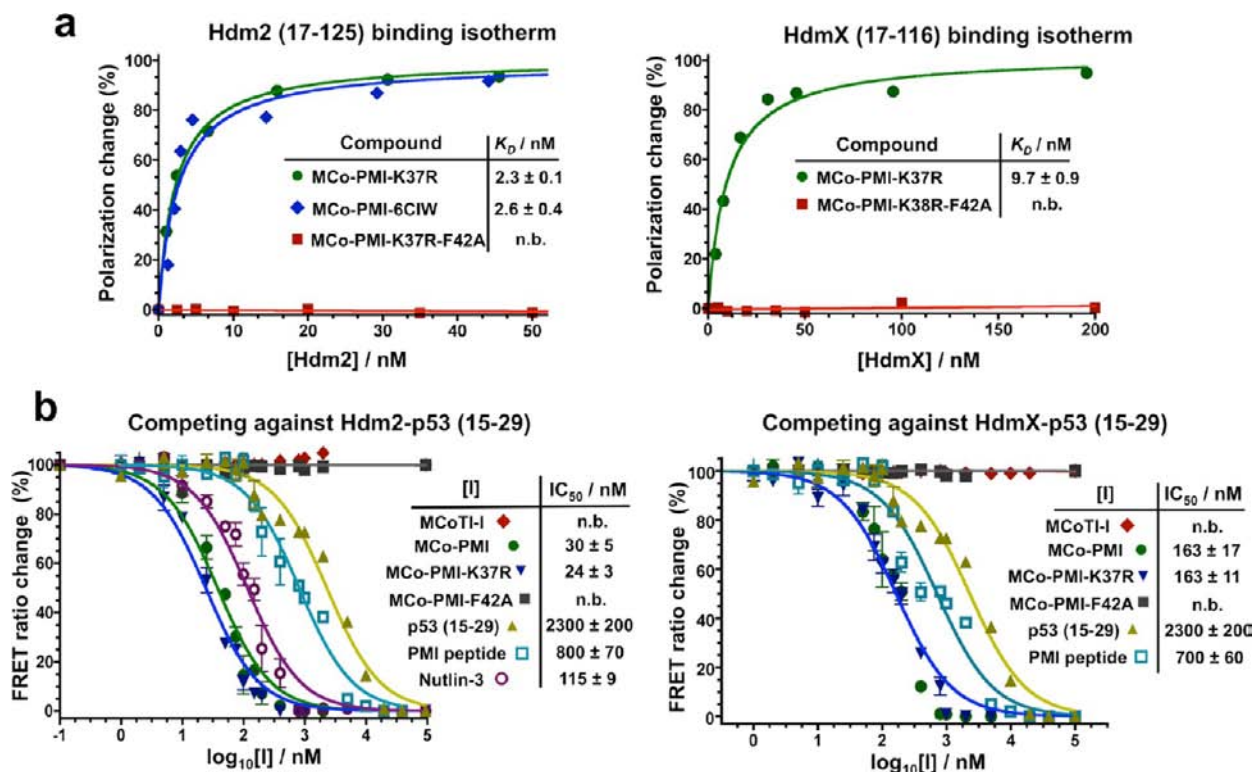 a
Hdm2 (17-125) binding isotherm
Polarization change (%)
100
80
60
40
20
0
Compound K_D / nM
MCo-PMI-K37R 2.3 ± 0.1
MCo-PMI-6ClW 2.6 ± 0.4
MCo-PMI-K37R-F42A n.b.
0 10 20 30 40 50
[Hdm2] / nM
HdmX (17-116) binding isotherm
Polarization change (%)
100
80
60
40
20
0
Compound K_D / nM
MCo-PMI-K37R 9.7 ± 0.9
MCo-PMI-K38R-F42A n.b.
0 50 100 150 200
[HdmX] / nM
b
Competing against Hdm2-p53 (15-29)
FRET ratio change (%)
100
80
60
40
20
0
[I] IC50 / nM
MCoTI-I n.b.
MCo-PMI 30 ± 5
MCo-PMI-K37R 24 ± 3
MCo-PMI-F42A n.b.
p53 (15-29) 2300 ± 200
PMI peptide 800 ± 70
Nutlin-3 115 ± 9
-1 0 1 2 3 4 5
log10[I] / nM
Competing against HdmX-p53 (15-29)
FRET ratio change (%)
100
80
60
40
20
0
[I] IC50 / nM
MCoTI-I n.b.
MCo-PMI 163 ± 17
MCo-PMI-K37R 163 ± 11
MCo-PMI-F42A n.b.
p53 (15-29) 2300 ± 200
PMI peptide 700 ± 60
0 1 2 3 4 5
log10[I] / nM